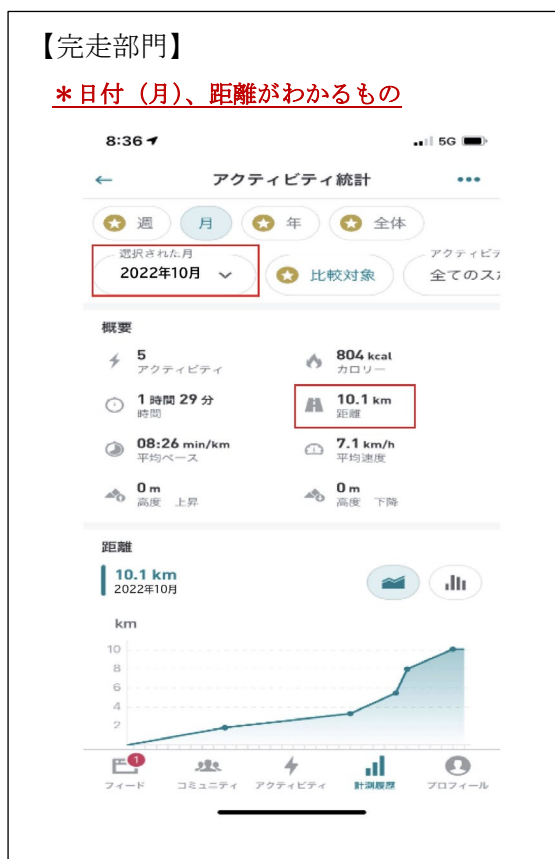 【完走部門】
＊日付（月）、距離がわかるもの
8:36 5G
アクティビティ統計
週 月 年 全体
選択された月 アクティビテ
2022年10月 比較対象 全てのスポ
概要
5 804 kcal
アクティビティ カロリー
1 時間 29 分 10.1 km
時間 距離
08:26 min/km 7.1 km/h
平均ペース 平均速度
0 m 0 m
高度 上昇 高度 下降
距離
10.1 km
2022年10月
km
10
8
6
4
2
1
フィード コミュニティ アクティビティ 計測履歴 プロフィール